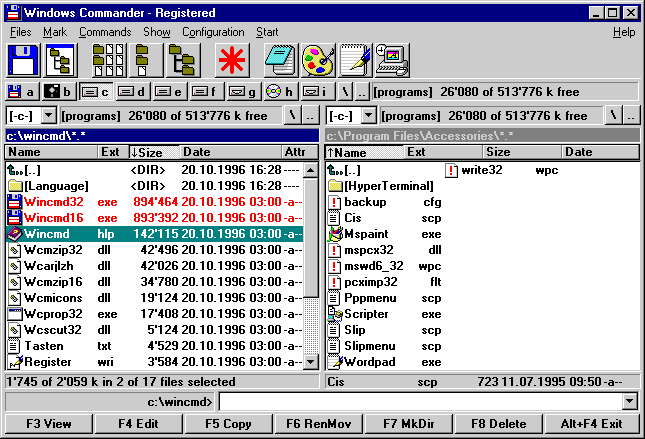 Windows Commander - Registered
Files Mark Commands Show Configuration Start Help
a b c d e f g h i \ .. [programs] 26'080 of 513'776 k free
[-c-] [programs] 26'080 of 513'776 k free \ .. [-c-] [programs] 26'080 of 513'776 k free \ ..
c:\wincmd\*.* c:\Program Files\Accessories\*.*
Name Ext ↓Size Date Attr ↑Name Ext Size Date
[..] <DIR> 20.10.1996 16:28 ---- [..] write32 wpc
[Language] <DIR> 20.10.1996 16:28 ---- [HyperTerminal]
Wincmd32 exe 894'464 20.10.1996 03:00 -a-- backup cfg
Wincmd16 exe 893'392 20.10.1996 03:00 -a-- Cis scp
Wincmd hlp 142'115 20.10.1996 03:00 -a-- Mspaint exe
Wcmzip32 dll 42'496 20.10.1996 03:00 -a-- mspcx32 dll
Wcarjlzh dll 42'026 20.10.1996 03:00 -a-- mswd6_32 wpc
Wcmzip16 dll 34'780 20.10.1996 03:00 -a-- pcximp32 flt
Wcmicons dll 19'124 20.10.1996 03:00 -a-- Pppmenu scp
Wcprop32 exe 17'408 20.10.1996 03:00 -a-- Scripter exe
Wcscut32 dll 5'124 20.10.1996 03:00 -a-- Slip scp
Tasten txt 4'529 20.10.1996 03:00 -a-- Slipmenu scp
Register wri 3'584 20.10.1996 03:00 -a-- Wordpad exe
1'745 of 2'059 k in 2 of 17 files selected Cis scp 723 11.07.1995 09:50 -a--
c:\wincmd>
F3 View F4 Edit F5 Copy F6 RenMov F7 MkDir F8 Delete Alt+F4 Exit